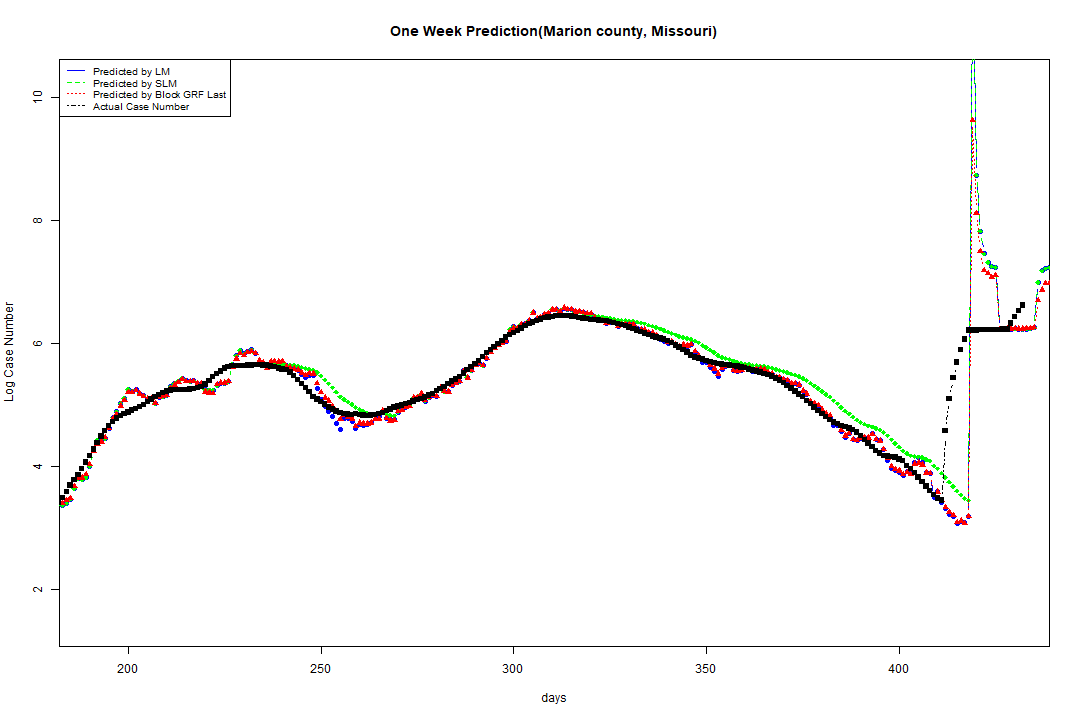 One Week Prediction(Marion county, Missouri)
Predicted by LM
Predicted by SLM
Predicted by Block GRF Last
Actual Case Number
10
8
6
4
2
Log Case Number
200 250 300 350 400
days